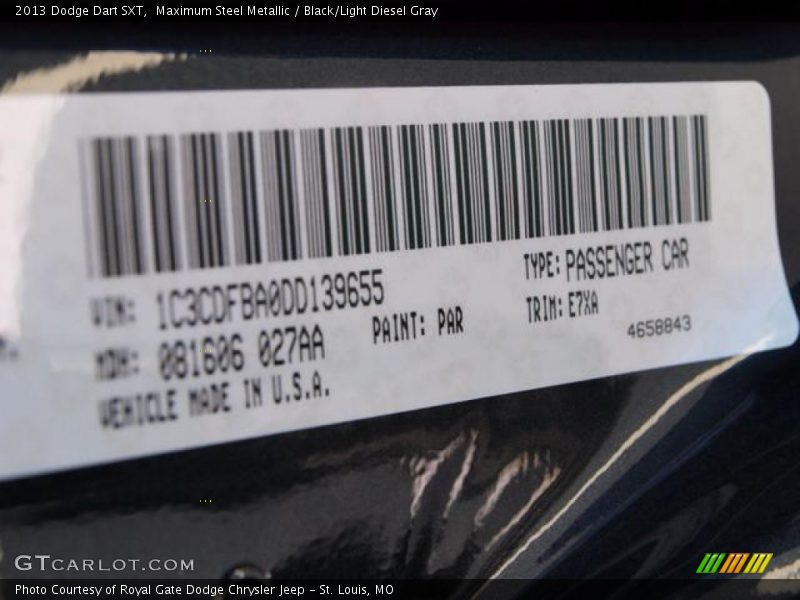 2013 Dodge Dart SXT,  Maximum Steel Metallic / Black/Light Diesel Gray
TYPE: PASSENGER CAR
VIN: 1C3CDFBA0DD139655
TRIM: E7XA
PAINT: PAR
4658843
MDH: 081606 027AA
VEHICLE MADE IN U.S.A.
GTCARLOT.COM
Photo Courtesy of Royal Gate Dodge Chrysler Jeep - St. Louis, MO